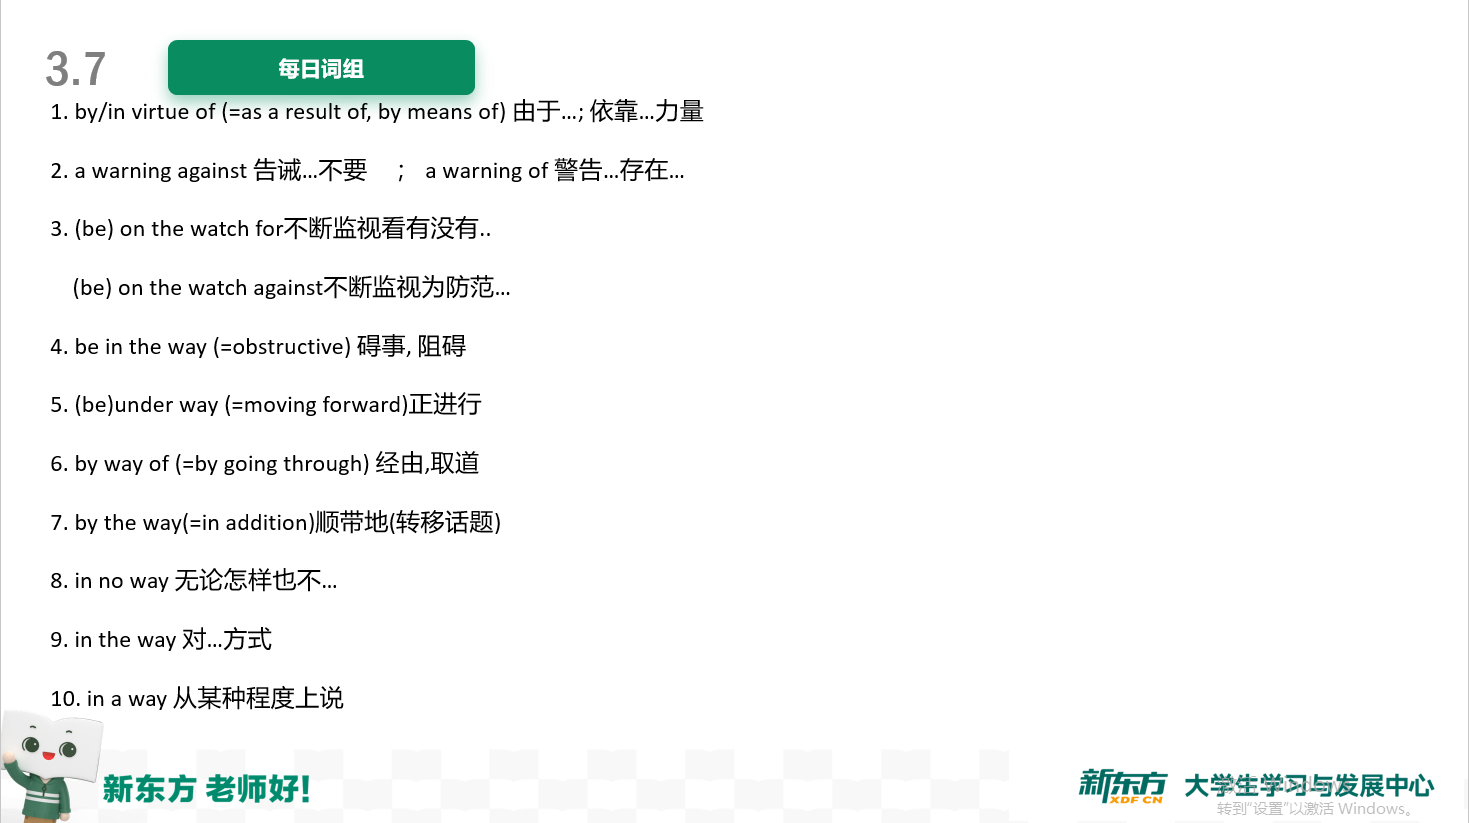 3.7
每日词组
1. by/in virtue of (=as a result of, by means of) 由于...; 依靠...力量
2. a warning against 告诫...不要 ； a warning of 警告...存在...
3. (be) on the watch for不断监视看有没有..
(be) on the watch against不断监视为防范...
4. be in the way (=obstructive) 碍事, 阻碍
5. (be)under way (=moving forward)正进行
6. by way of (=by going through) 经由,取道
7. by the way(=in addition)顺带地(转移话题)
8. in no way 无论怎样也不...
9. in the way 对...方式
10. in a way 从某种程度上说
新东方 老师好!
新东方 XDF.CN 大学生学习与发展中心
激活 Windows
转到"设置"以激活 Windows。